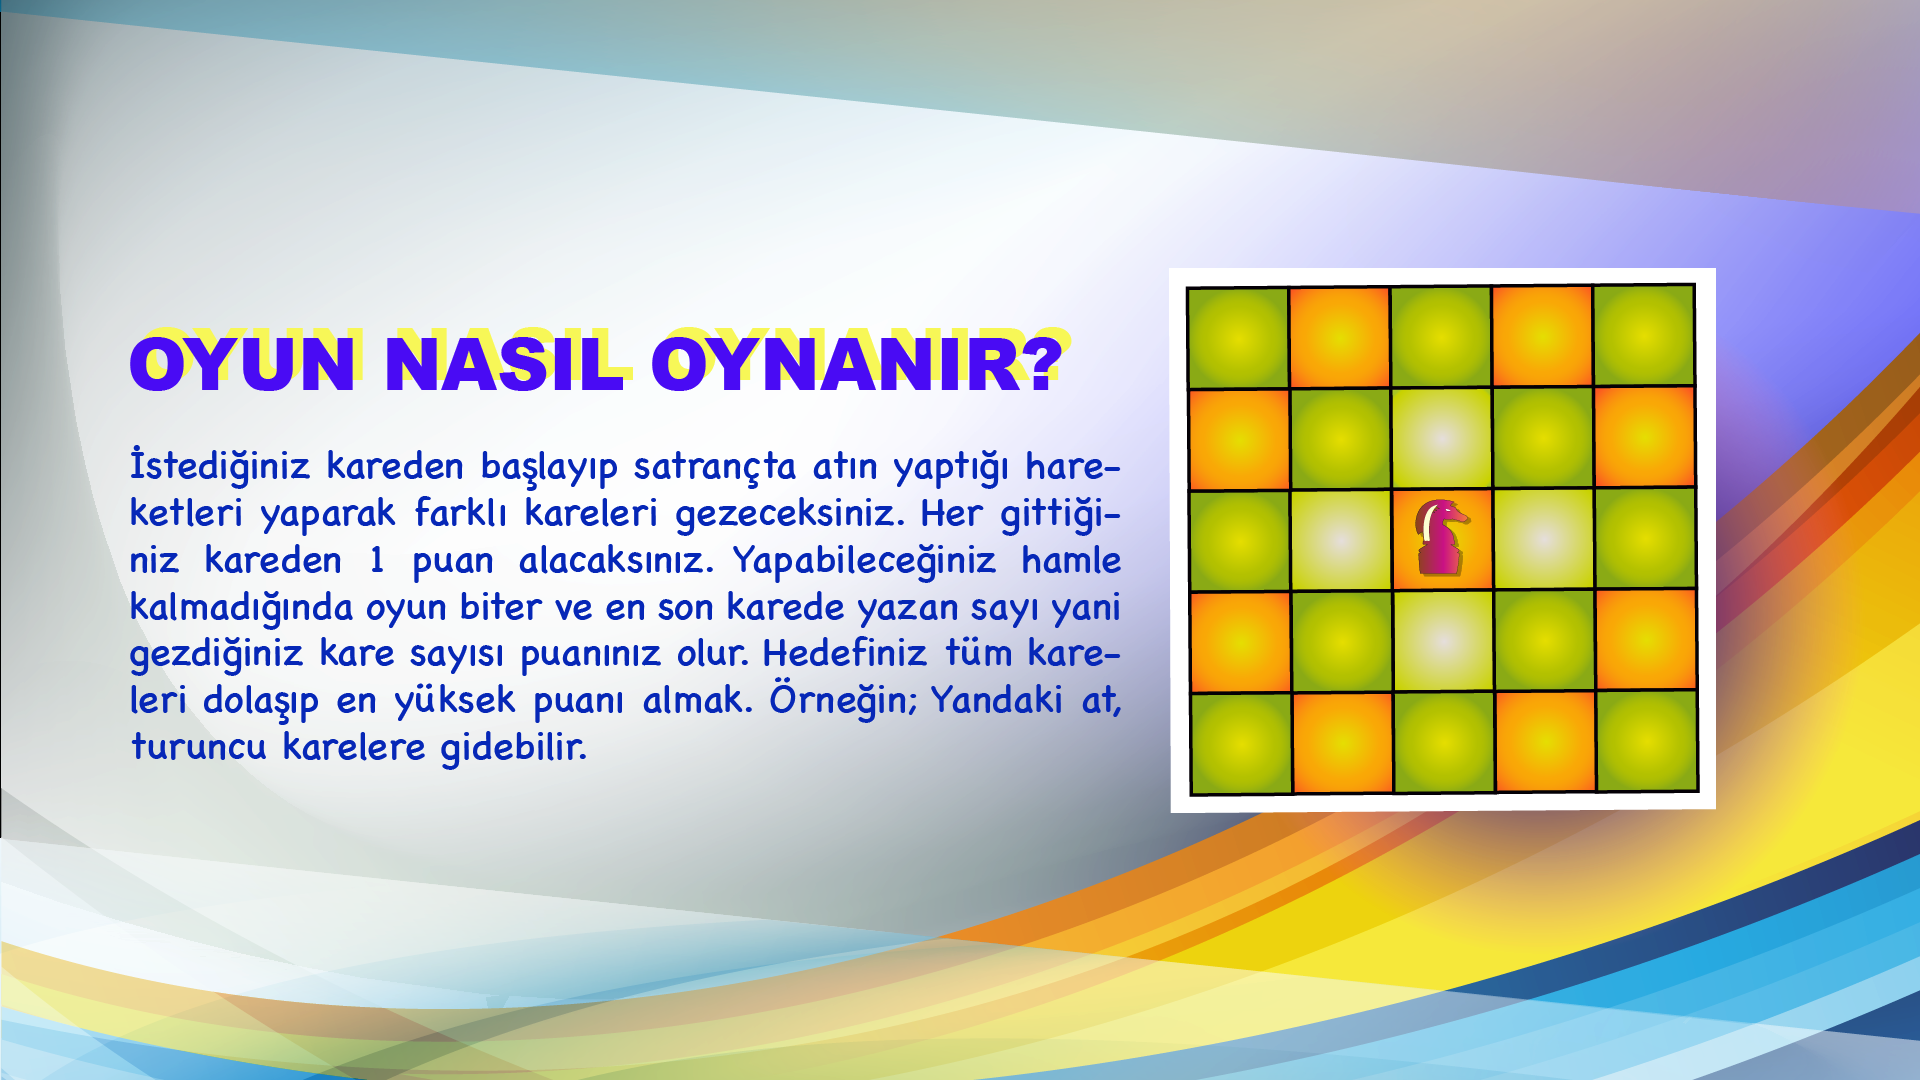 OYUN NASIL OYNANIR?
İstediğiniz kareden başlayıp satrançta atın yaptığı hare-
ketleri yaparak farklı kareleri gezeceksiniz. Her gittiği-
niz kareden 1 puan alacaksınız. Yapabileceğiniz hamle
kalmadığında oyun biter ve en son karede yazan sayı yani
gezdiğiniz kare sayısı puanınız olur. Hedefiniz tüm kare-
leri dolaşıp en yüksek puanı almak. Örneğin; Yandaki at,
turuncu karelere gidebilir.